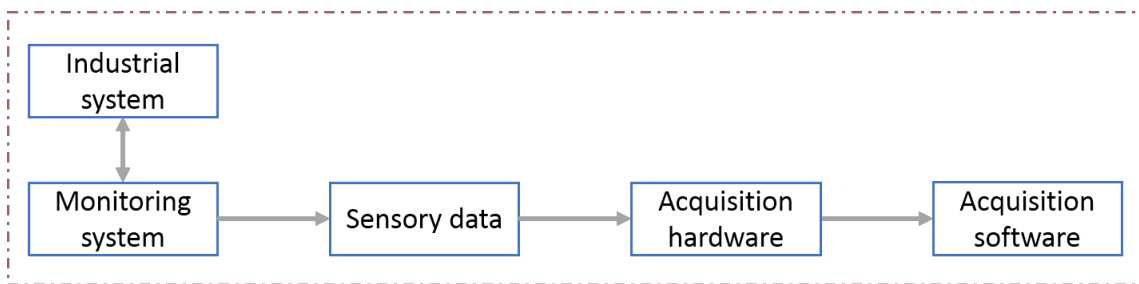 Industrial
system
Monitoring
system
Sensory data
Acquisition
hardware
Acquisition
software